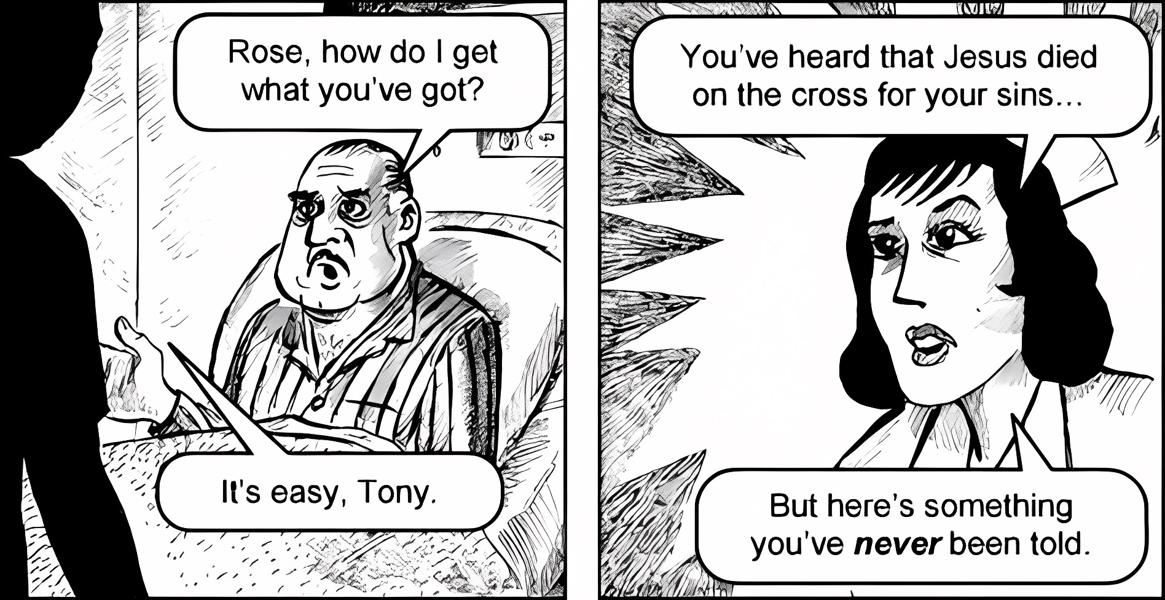 Rose, how do I get
what you've got?
It's easy, Tony.
You've heard that Jesus died
on the cross for your sins...
But here's something
you've never been told.